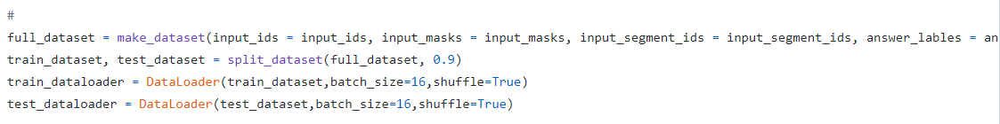 #
full_dataset = make_dataset(input_ids = input_ids, input_masks = input_masks, input_segment_ids = input_segment_ids, answer_lables = an
train_dataset, test_dataset = split_dataset(full_dataset, 0.9)
train_dataloader = DataLoader(train_dataset,batch_size=16,shuffle=True)
test_dataloader = DataLoader(test_dataset,batch_size=16,shuffle=True)